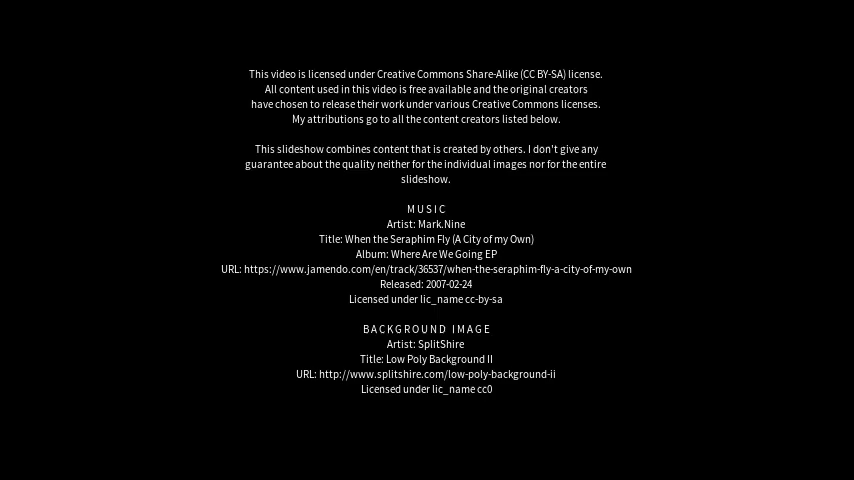 This video is licensed under Creative Commons Share-Alike (CC BY-SA) license.
All content used in this video is free available and the original creators
have chosen to release their work under various Creative Commons licenses.
My attributions go to all the content creators listed below.
This slideshow combines content that is created by others. I don't give any
guarantee about the quality neither for the individual images nor for the entire
slideshow.
MUSIC
Artist: Mark.Nine
Title: When the Seraphim Fly (A City of my Own)
Album: Where Are We Going EP
URL: https://www.jamendo.com/en/track/36537/when-the-seraphim-fly-a-city-of-my-own
Released: 2007-02-24
Licensed under lic_name cc-by-sa
BACKGROUND IMAGE
Artist: SplitShire
Title: Low Poly Background II
URL: http://www.splitshire.com/low-poly-background-ii
Licensed under lic_name cc0